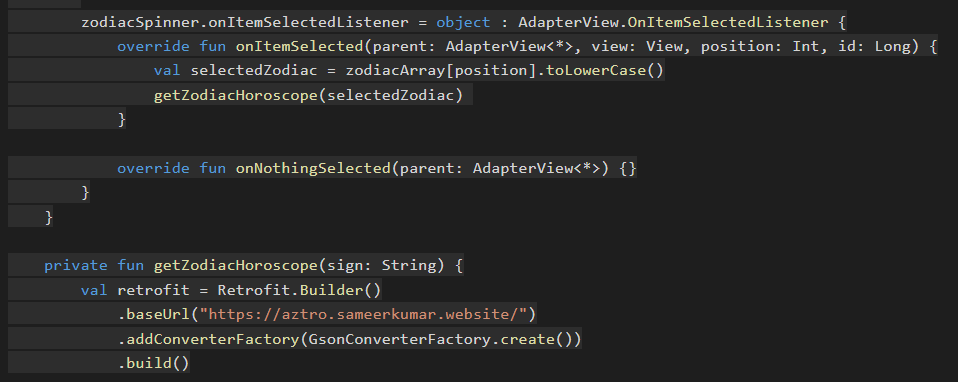 zodiacSpinner.onItemSelectedListener = object : AdapterView.OnItemSelectedListener {
override fun onItemSelected(parent: AdapterView<*>, view: View, position: Int, id: Long) {
val selectedZodiac = zodiacArray[position].toLowerCase()
getZodiacHoroscope(selectedZodiac)
}
override fun onNothingSelected(parent: AdapterView<*>) {}
}
}
private fun getZodiacHoroscope(sign: String) {
val retrofit = Retrofit.Builder()
.baseUrl("https://aztro.sameerkumar.website/")
.addConverterFactory(GsonConverterFactory.create())
.build()